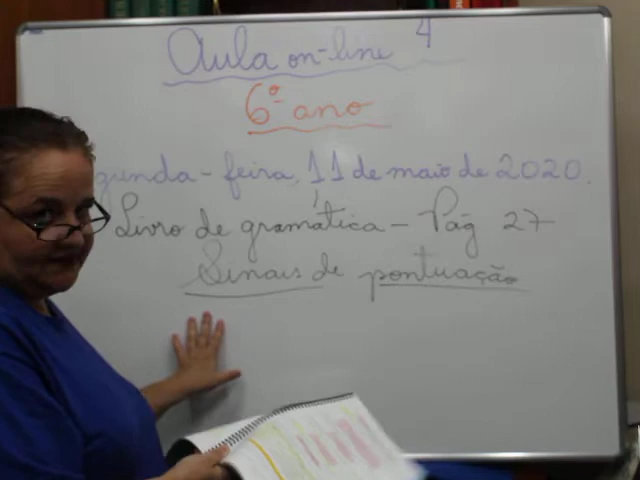 Aula on-line 4
6º ano
gunda-feira, 11 de maio de 2020.
Livro de gramática - Pág 27
Sinais de pontuação